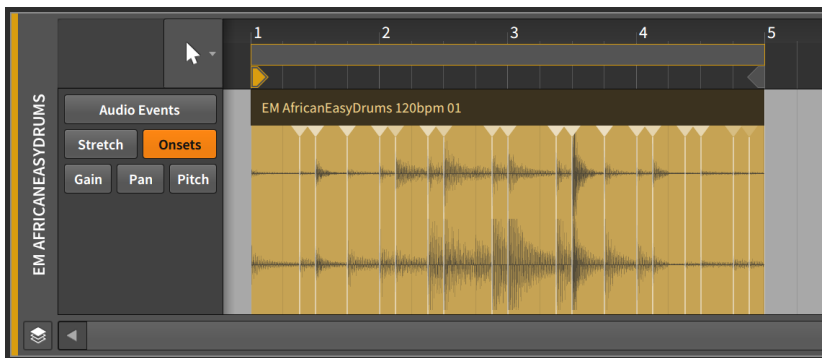 1 2 3 4 5
EM AFRICANEASYDRUMS
Audio Events
EM AfricanEasyDrums 120bpm 01
Stretch Onsets
Gain Pan Pitch